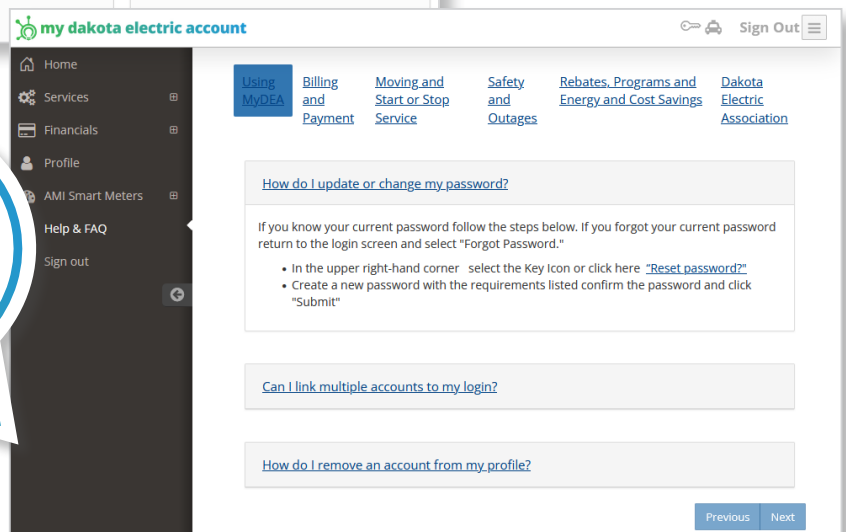 my dakota electric account
Sign Out
Home
Services
Financials
Profile
AMI Smart Meters
Help & FAQ
Sign out
Using
MyDEA
Billing
and
Payment
Moving and
Start or Stop
Service
Safety
and
Outages
Rebates, Programs and
Energy and Cost Savings
Dakota
Electric
Association
How do I update or change my password?
If you know your current password follow the steps below. If you forgot your current password
return to the login screen and select "Forgot Password."
• In the upper right-hand corner select the Key Icon or click here "Reset password?"
• Create a new password with the requirements listed confirm the password and click
"Submit"
Can I link multiple accounts to my login?
How do I remove an account from my profile?
Previous Next